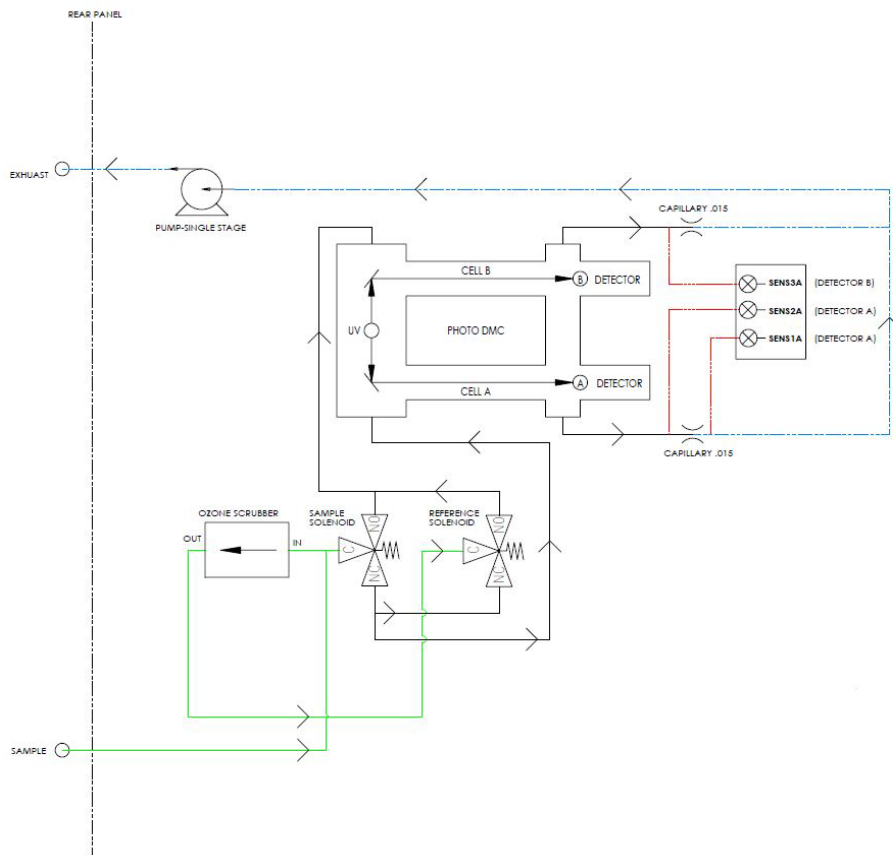 REAR PANEL
EXHUAST
PUMP-SINGLE STAGE
CAPILLARY .015
CELL B
B
DETECTOR
SENS3A
(DETECTOR B)
UV
PHOTO DMC
SENS2A
(DETECTOR A)
SENS1A
(DETECTOR A)
A
DETECTOR
CELL A
CAPILLARY .015
OZONE SCRUBBER
SAMPLE
SOLENOID
REFERENCE
SOLENOID
OUT
IN
C
NO
NC
C
NO
NC
SAMPLE